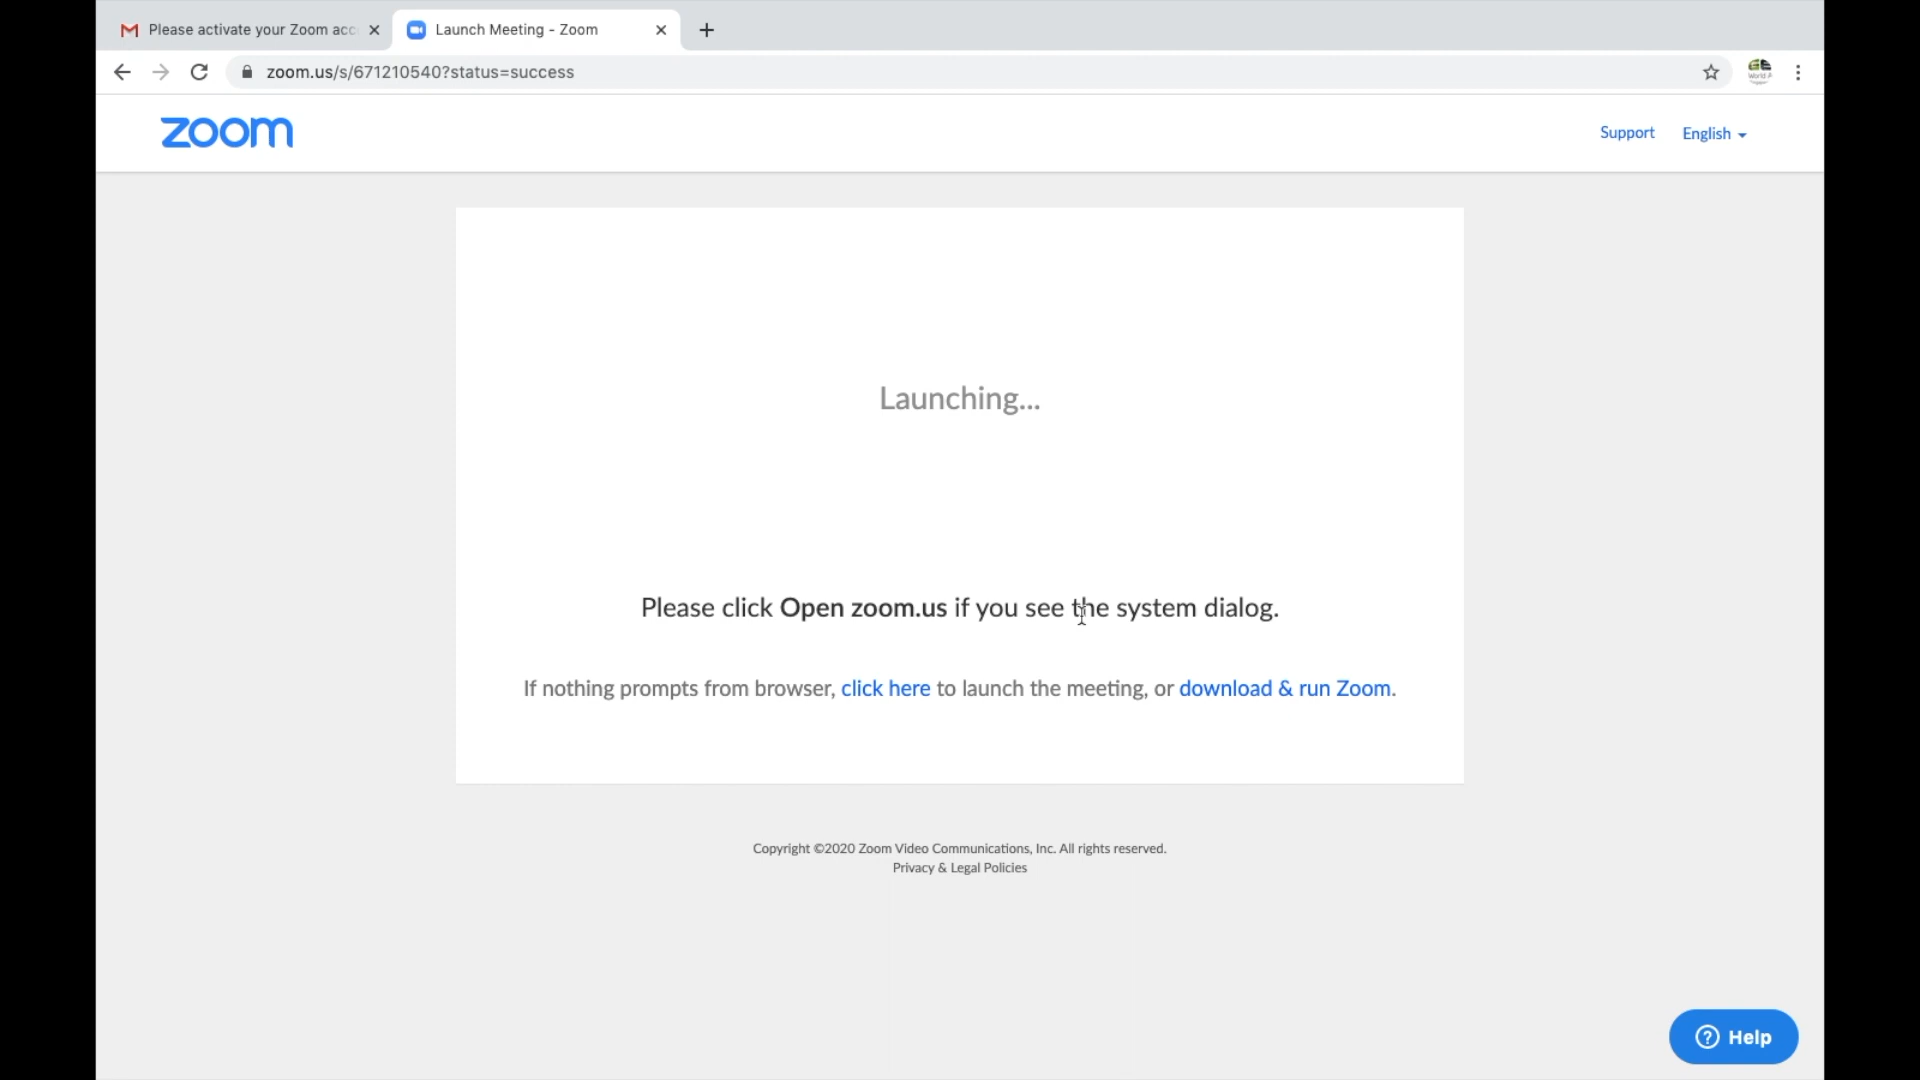 Please activate your Zoom acc
Launch Meeting - Zoom
zoom.us/s/671210540?status=success
zoom
Support
English
Launching...
Please click Open zoom.us if you see the system dialog.
If nothing prompts from browser, click here to launch the meeting, or download & run Zoom.
Copyright ©2020 Zoom Video Communications, Inc. All rights reserved.
Privacy & Legal Policies
Help